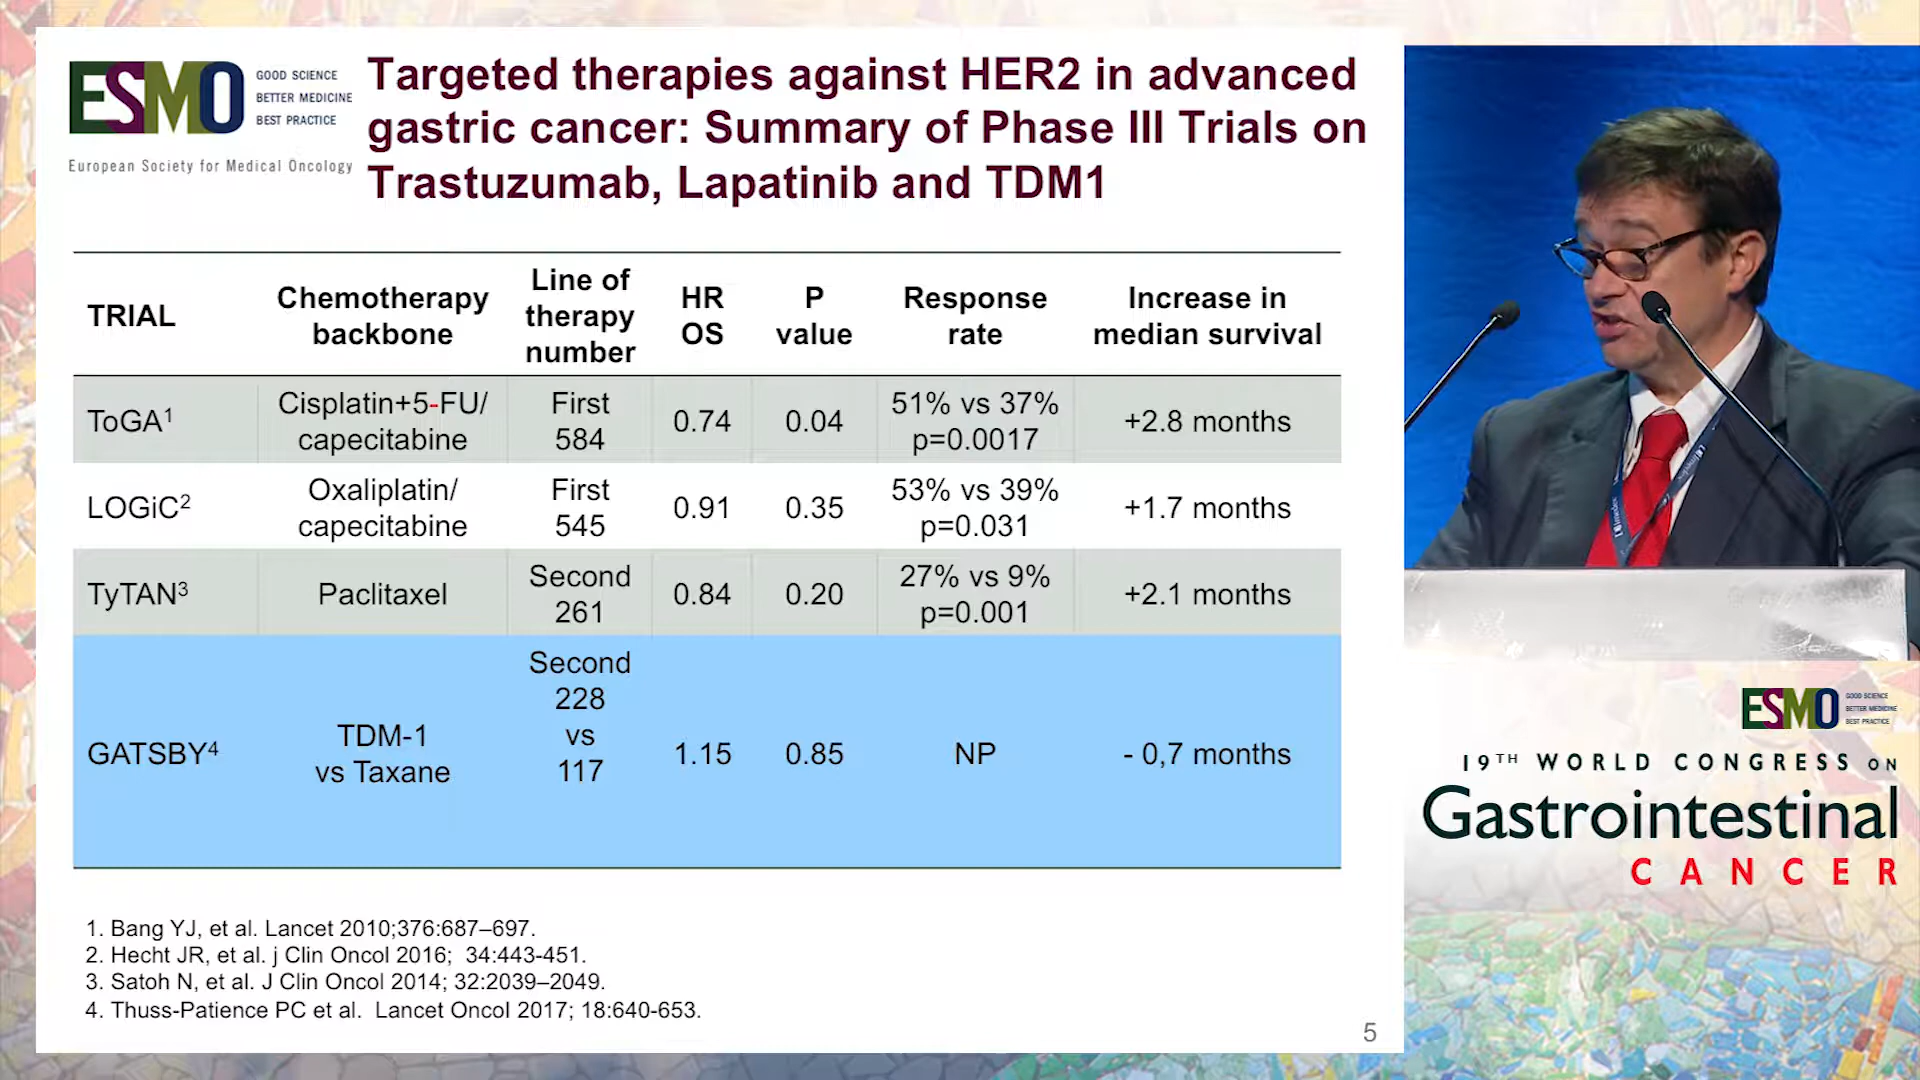 ESMO
GOOD SCIENCE
BETTER MEDICINE
BEST PRACTICE
European Society for Medical Oncology
Targeted therapies against HER2 in advanced
gastric cancer: Summary of Phase III Trials on
Trastuzumab, Lapatinib and TDM1
TRIAL
Chemotherapy
backbone
Line of
therapy
number
HR
OS
P
value
Response
rate
Increase in
median survival
ToGA¹
Cisplatin+5-FU/
capecitabine
First
584
0.74
0.04
51% vs 37%
p=0.0017
+2.8 months
LOGiC²
Oxaliplatin/
capecitabine
First
545
0.91
0.35
53% vs 39%
p=0.031
+1.7 months
TyTAN³
Paclitaxel
Second
261
0.84
0.20
27% vs 9%
p=0.001
+2.1 months
GATSBY⁴
TDM-1
vs Taxane
Second
228
vs
117
1.15
0.85
NP
- 0,7 months
1. Bang YJ, et al. Lancet 2010;376:687–697.
2. Hecht JR, et al. j Clin Oncol 2016; 34:443-451.
3. Satoh N, et al. J Clin Oncol 2014; 32:2039–2049.
4. Thuss-Patience PC et al. Lancet Oncol 2017; 18:640-653.
5
Imedex
ESMO
GOOD SCIENCE
BETTER MEDICINE
BEST PRACTICE
19TH WORLD CONGRESS ON
Gastrointestinal
CANCER